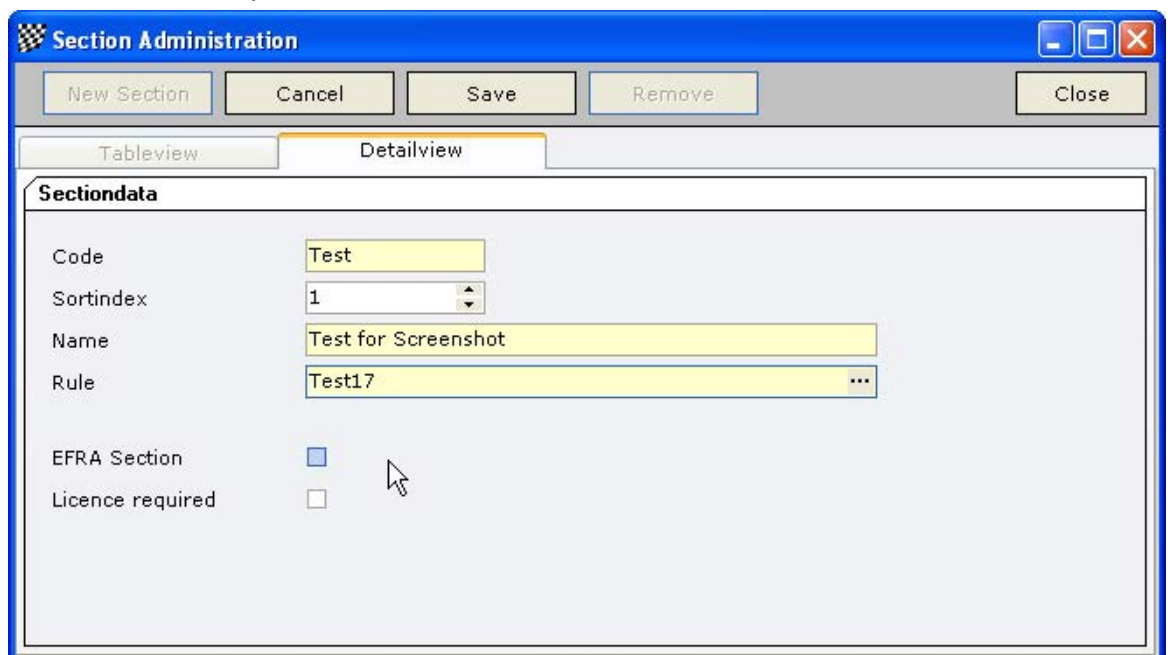 Section Administration
New Section Cancel Save Remove Close
Tableview Detailview
Sectiondata
Code Test
Sortindex 1
Name Test for Screenshot
Rule Test17 ...
EFRA Section
Licence required